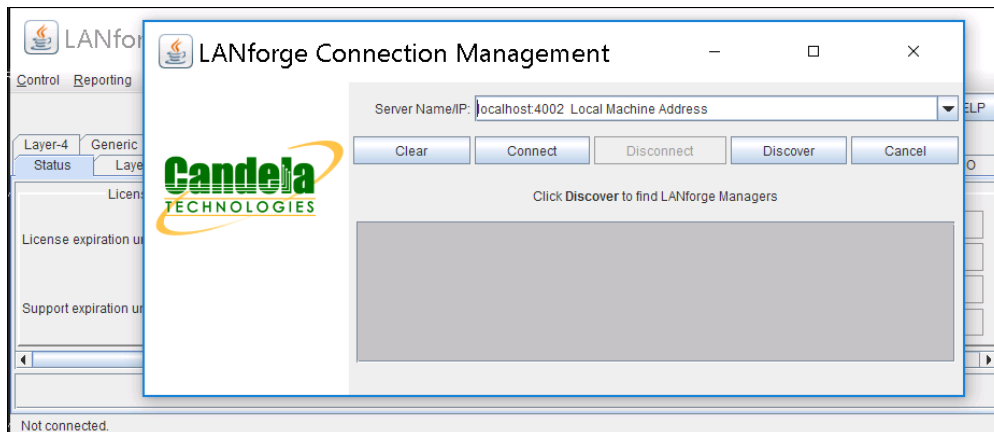 LANfor
LANforge Connection Management
Control Reporting
Server Name/IP: localhost:4002 Local Machine Address
ELP
Layer-4 Generic
Clear Connect Disconnect Discover Cancel
Status Laye
O
Candela
TECHNOLOGIES
Licens
Click Discover to find LANforge Managers
License expiration un
Support expiration un
Not connected.